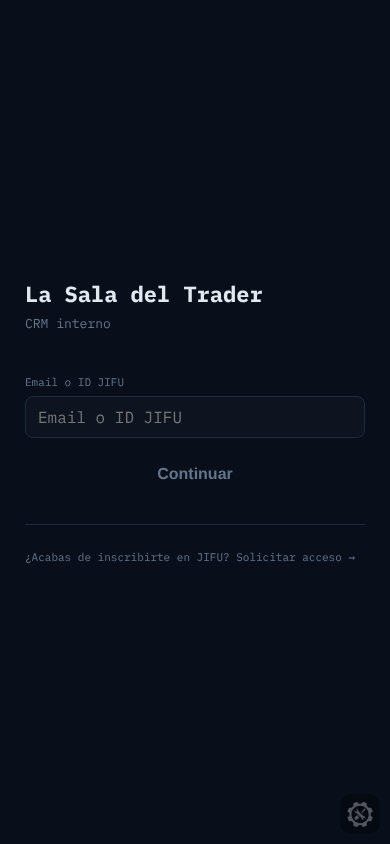 La Sala del Trader
CRM interno
Email o ID JIFU
Email o ID JIFU
Continuar
¿Acabas de inscribirte en JIFU? Solicitar acceso →